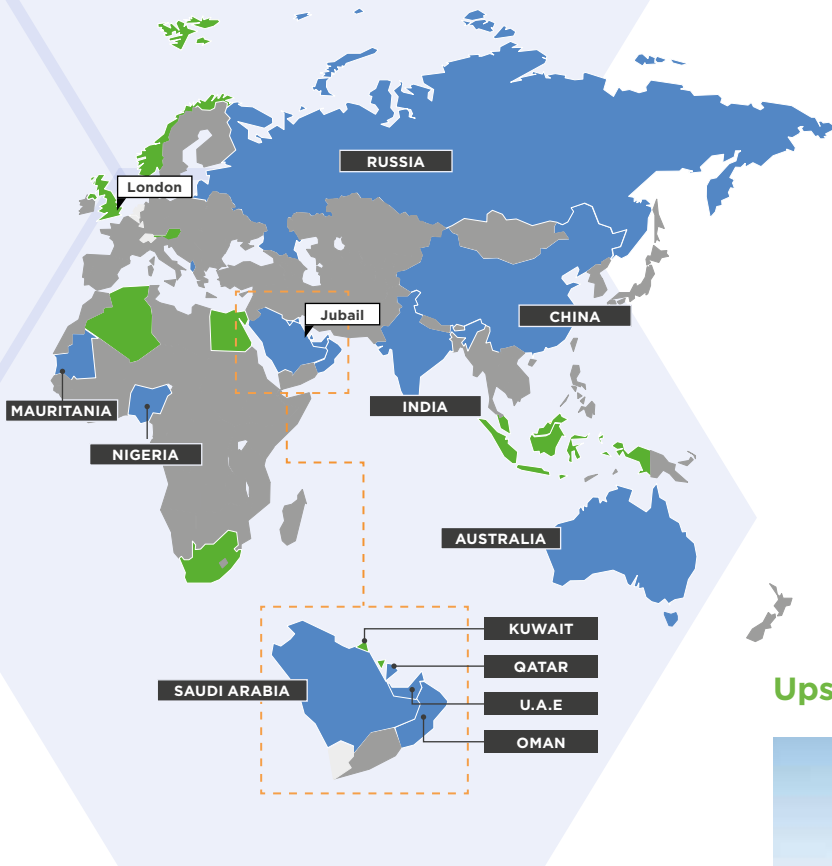 RUSSIA
London
Jubail
CHINA
MAURITANIA
INDIA
NIGERIA
AUSTRALIA
KUWAIT
QATAR
SAUDI ARABIA
U.A.E
OMAN
Ups